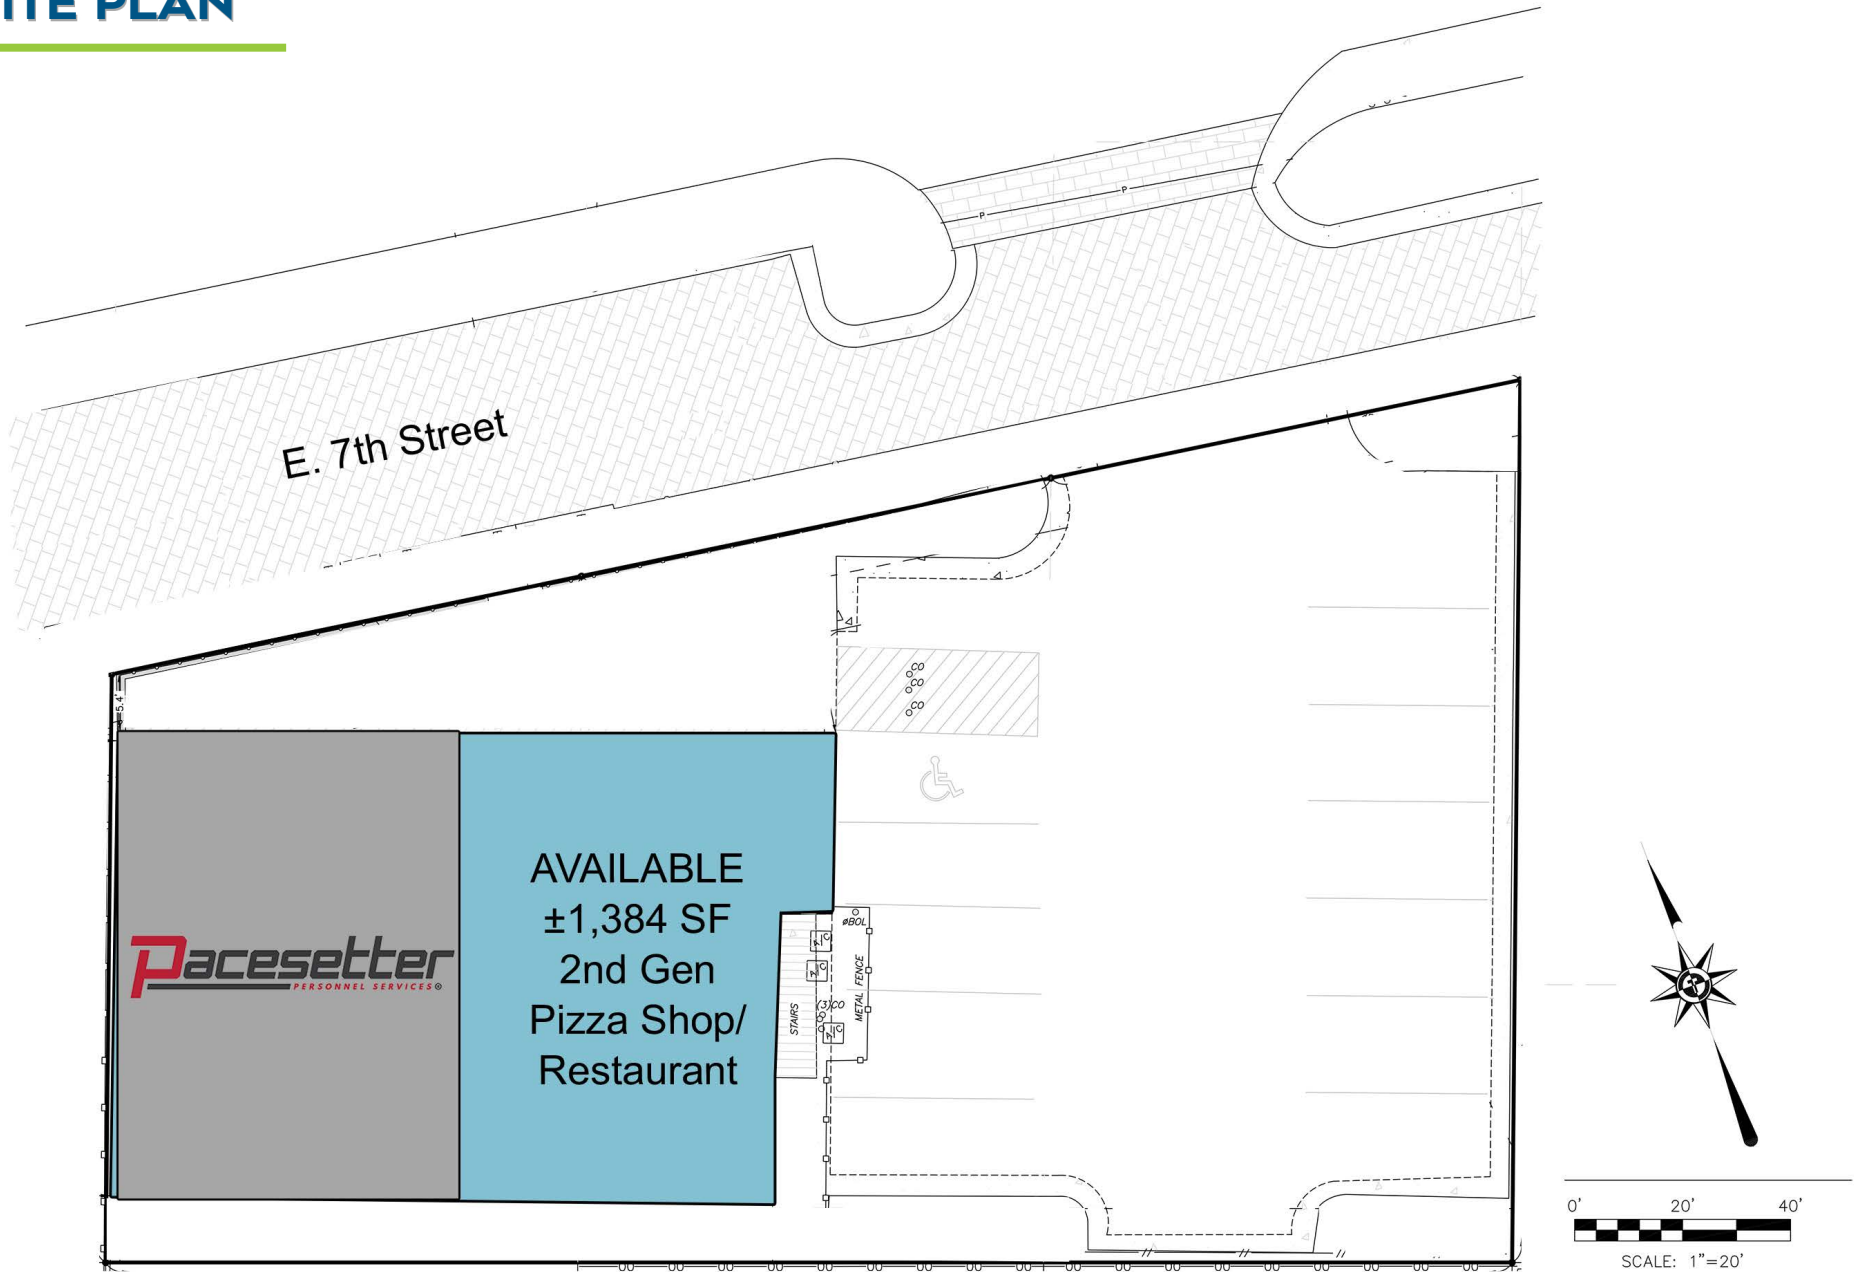 ITE PLAN
P
P
E. 7th Street
CO
CO
CO
5.4'
AVAILABLE
±1,384 SF
2nd Gen
Pizza Shop/
Restaurant
Pacesetter
PERSONNEL SERVICES®
øBOL
A/C
A/C
(3)CO
A/C
STAIRS
METAL FENCE
0' 20' 40'
SCALE: 1"=20'